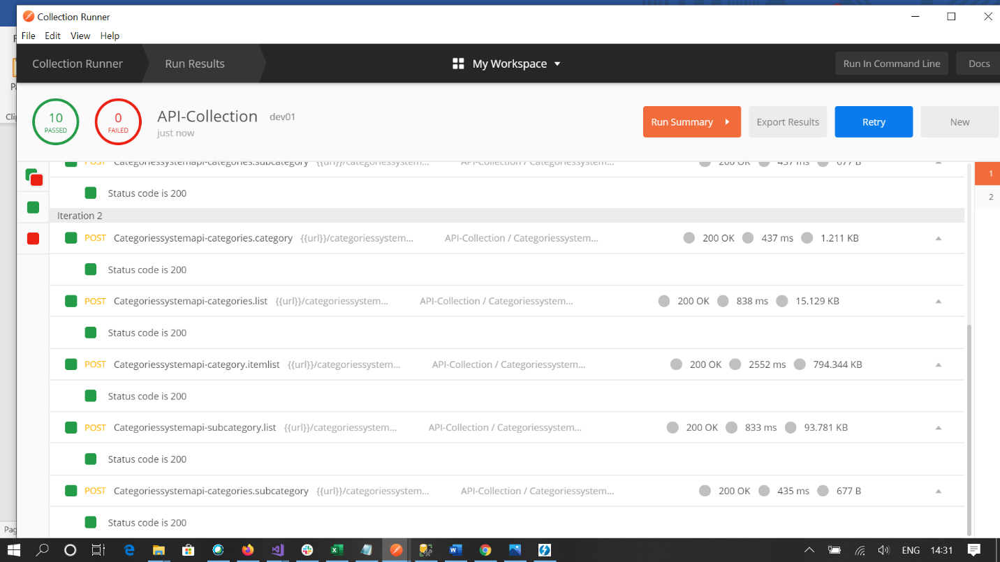 Collection Runner
File Edit View Help
Collection Runner Run Results My Workspace Run In Command Line Docs
10 PASSED 0 FAILED API-Collection dev01
just now
Run Summary Export Results Retry New
POST Categoriessystemapi-categories.subcategory {{url}}/categoriessystem... API-Collection / Categoriessystem... 200 OK 437 ms 677 B
1
Status code is 200
2
Iteration 2
POST Categoriessystemapi-categories.category {{url}}/categoriessystem... API-Collection / Categoriessystem... 200 OK 437 ms 1.211 KB
Status code is 200
POST Categoriessystemapi-categories.list {{url}}/categoriessystem... API-Collection / Categoriessystem... 200 OK 838 ms 15.129 KB
Status code is 200
POST Categoriessystemapi-category.itemlist {{url}}/categoriessystem... API-Collection / Categoriessystem... 200 OK 2552 ms 794.344 KB
Status code is 200
POST Categoriessystemapi-subcategory.list {{url}}/categoriessystem... API-Collection / Categoriessystem... 200 OK 833 ms 93.781 KB
Status code is 200
POST Categoriessystemapi-categories.subcategory {{url}}/categoriessystem... API-Collection / Categoriessystem... 200 OK 435 ms 677 B
Status code is 200
ENG 14:31